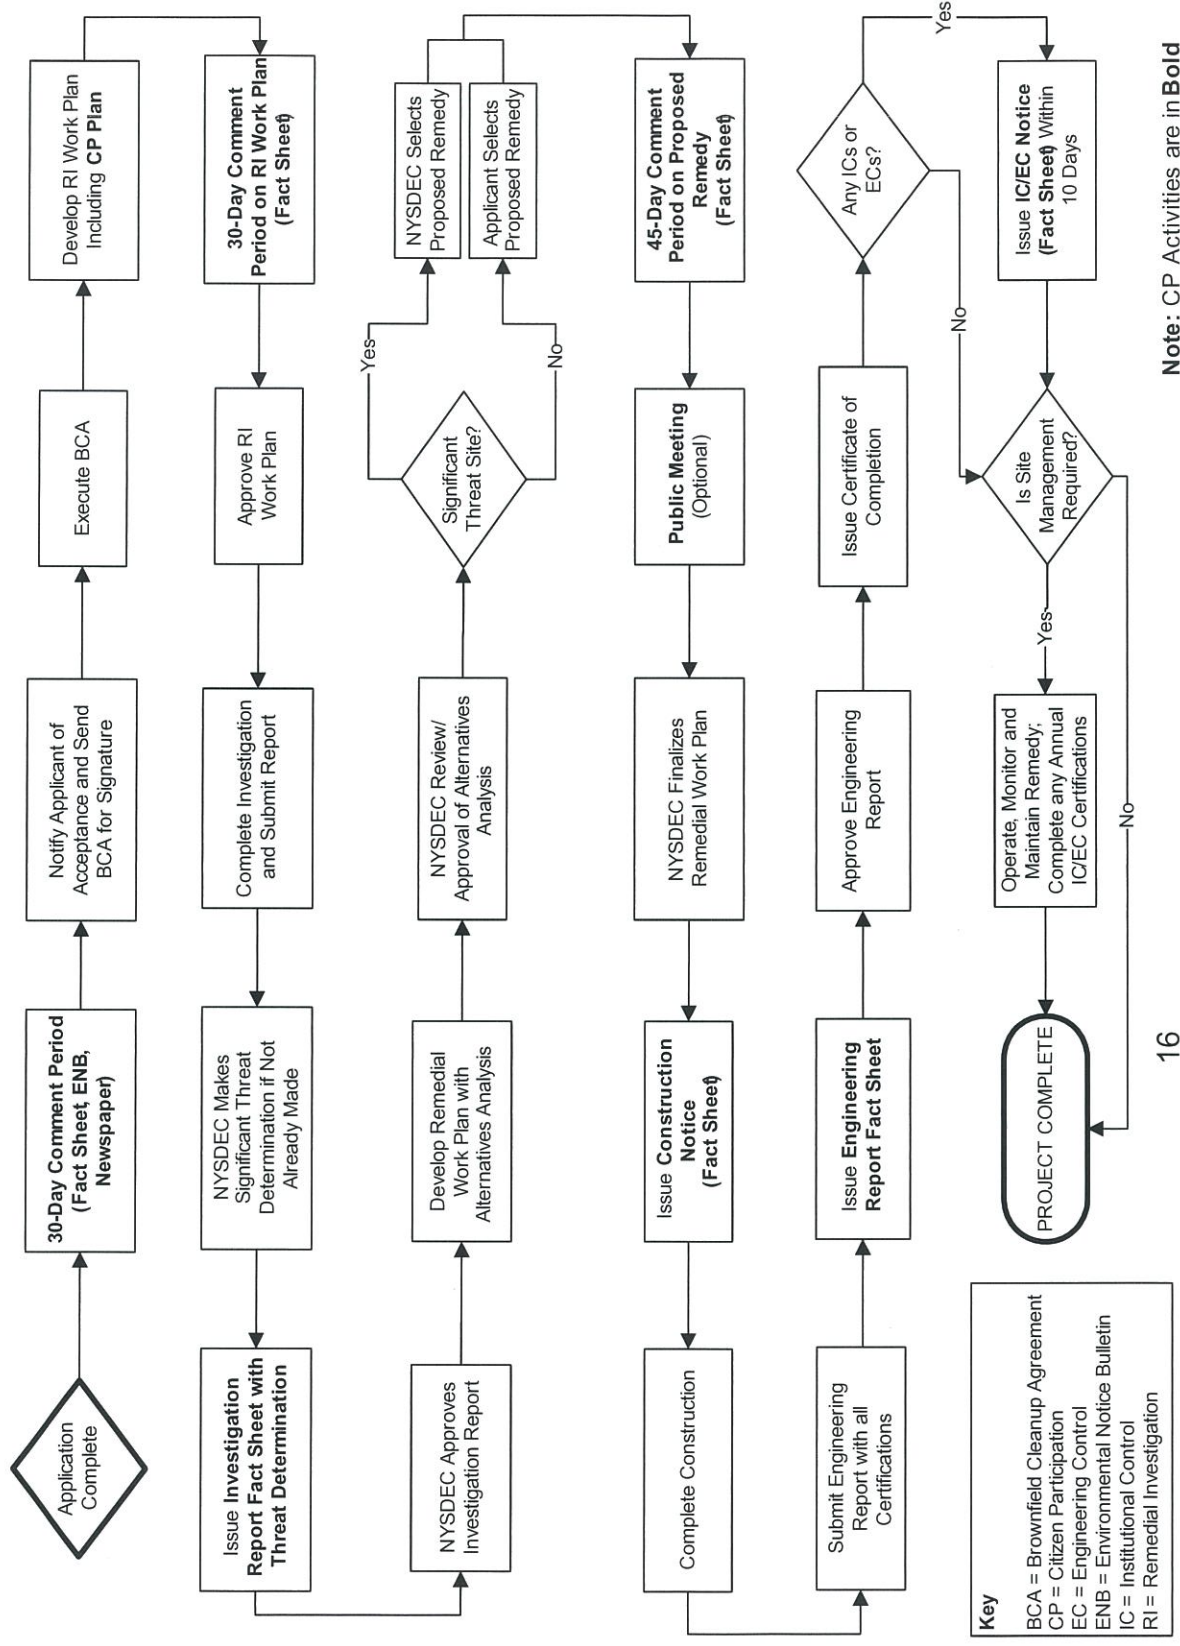 Application
Complete
30-Day Comment Period
(Fact Sheet, ENB,
Newspaper)
Notify Applicant of
Acceptance and Send
BCA for Signature
Execute BCA
Develop RI Work Plan
Including CP Plan
30-Day Comment
Period on RI Work Plan
(Fact Sheet)
Approve RI
Work Plan
Complete Investigation
and Submit Report
NYSDEC Makes
Significant Threat
Determination if Not
Already Made
Issue Investigation
Report Fact Sheet with
Threat Determination
NYSDEC Approves
Investigation Report
Develop Remedial
Work Plan with
Alternatives Analysis
NYSDEC Review/
Approval of Alternatives
Analysis
Significant
Threat Site?
Yes
No
NYSDEC Selects
Proposed Remedy
Applicant Selects
Proposed Remedy
45-Day Comment
Period on Proposed
Remedy
(Fact Sheet)
Public Meeting
(Optional)
NYSDEC Finalizes
Remedial Work Plan
Issue Construction
Notice
(Fact Sheet)
Complete Construction
Submit Engineering
Report with all
Certifications
Issue Engineering
Report Fact Sheet
Approve Engineering
Report
Issue Certificate of
Completion
Any ICs or
ECs?
Yes
No
Issue IC/EC Notice
(Fact Sheet) Within
10 Days
Is Site
Management
Required?
Yes
No
Operate, Monitor and
Maintain Remedy;
Complete any Annual
IC/EC Certifications
PROJECT COMPLETE
Key
BCA = Brownfield Cleanup Agreement
CP = Citizen Participation
EC = Engineering Control
ENB = Environmental Notice Bulletin
IC = Institutional Control
RI = Remedial Investigation
Note: CP Activities are in Bold
16